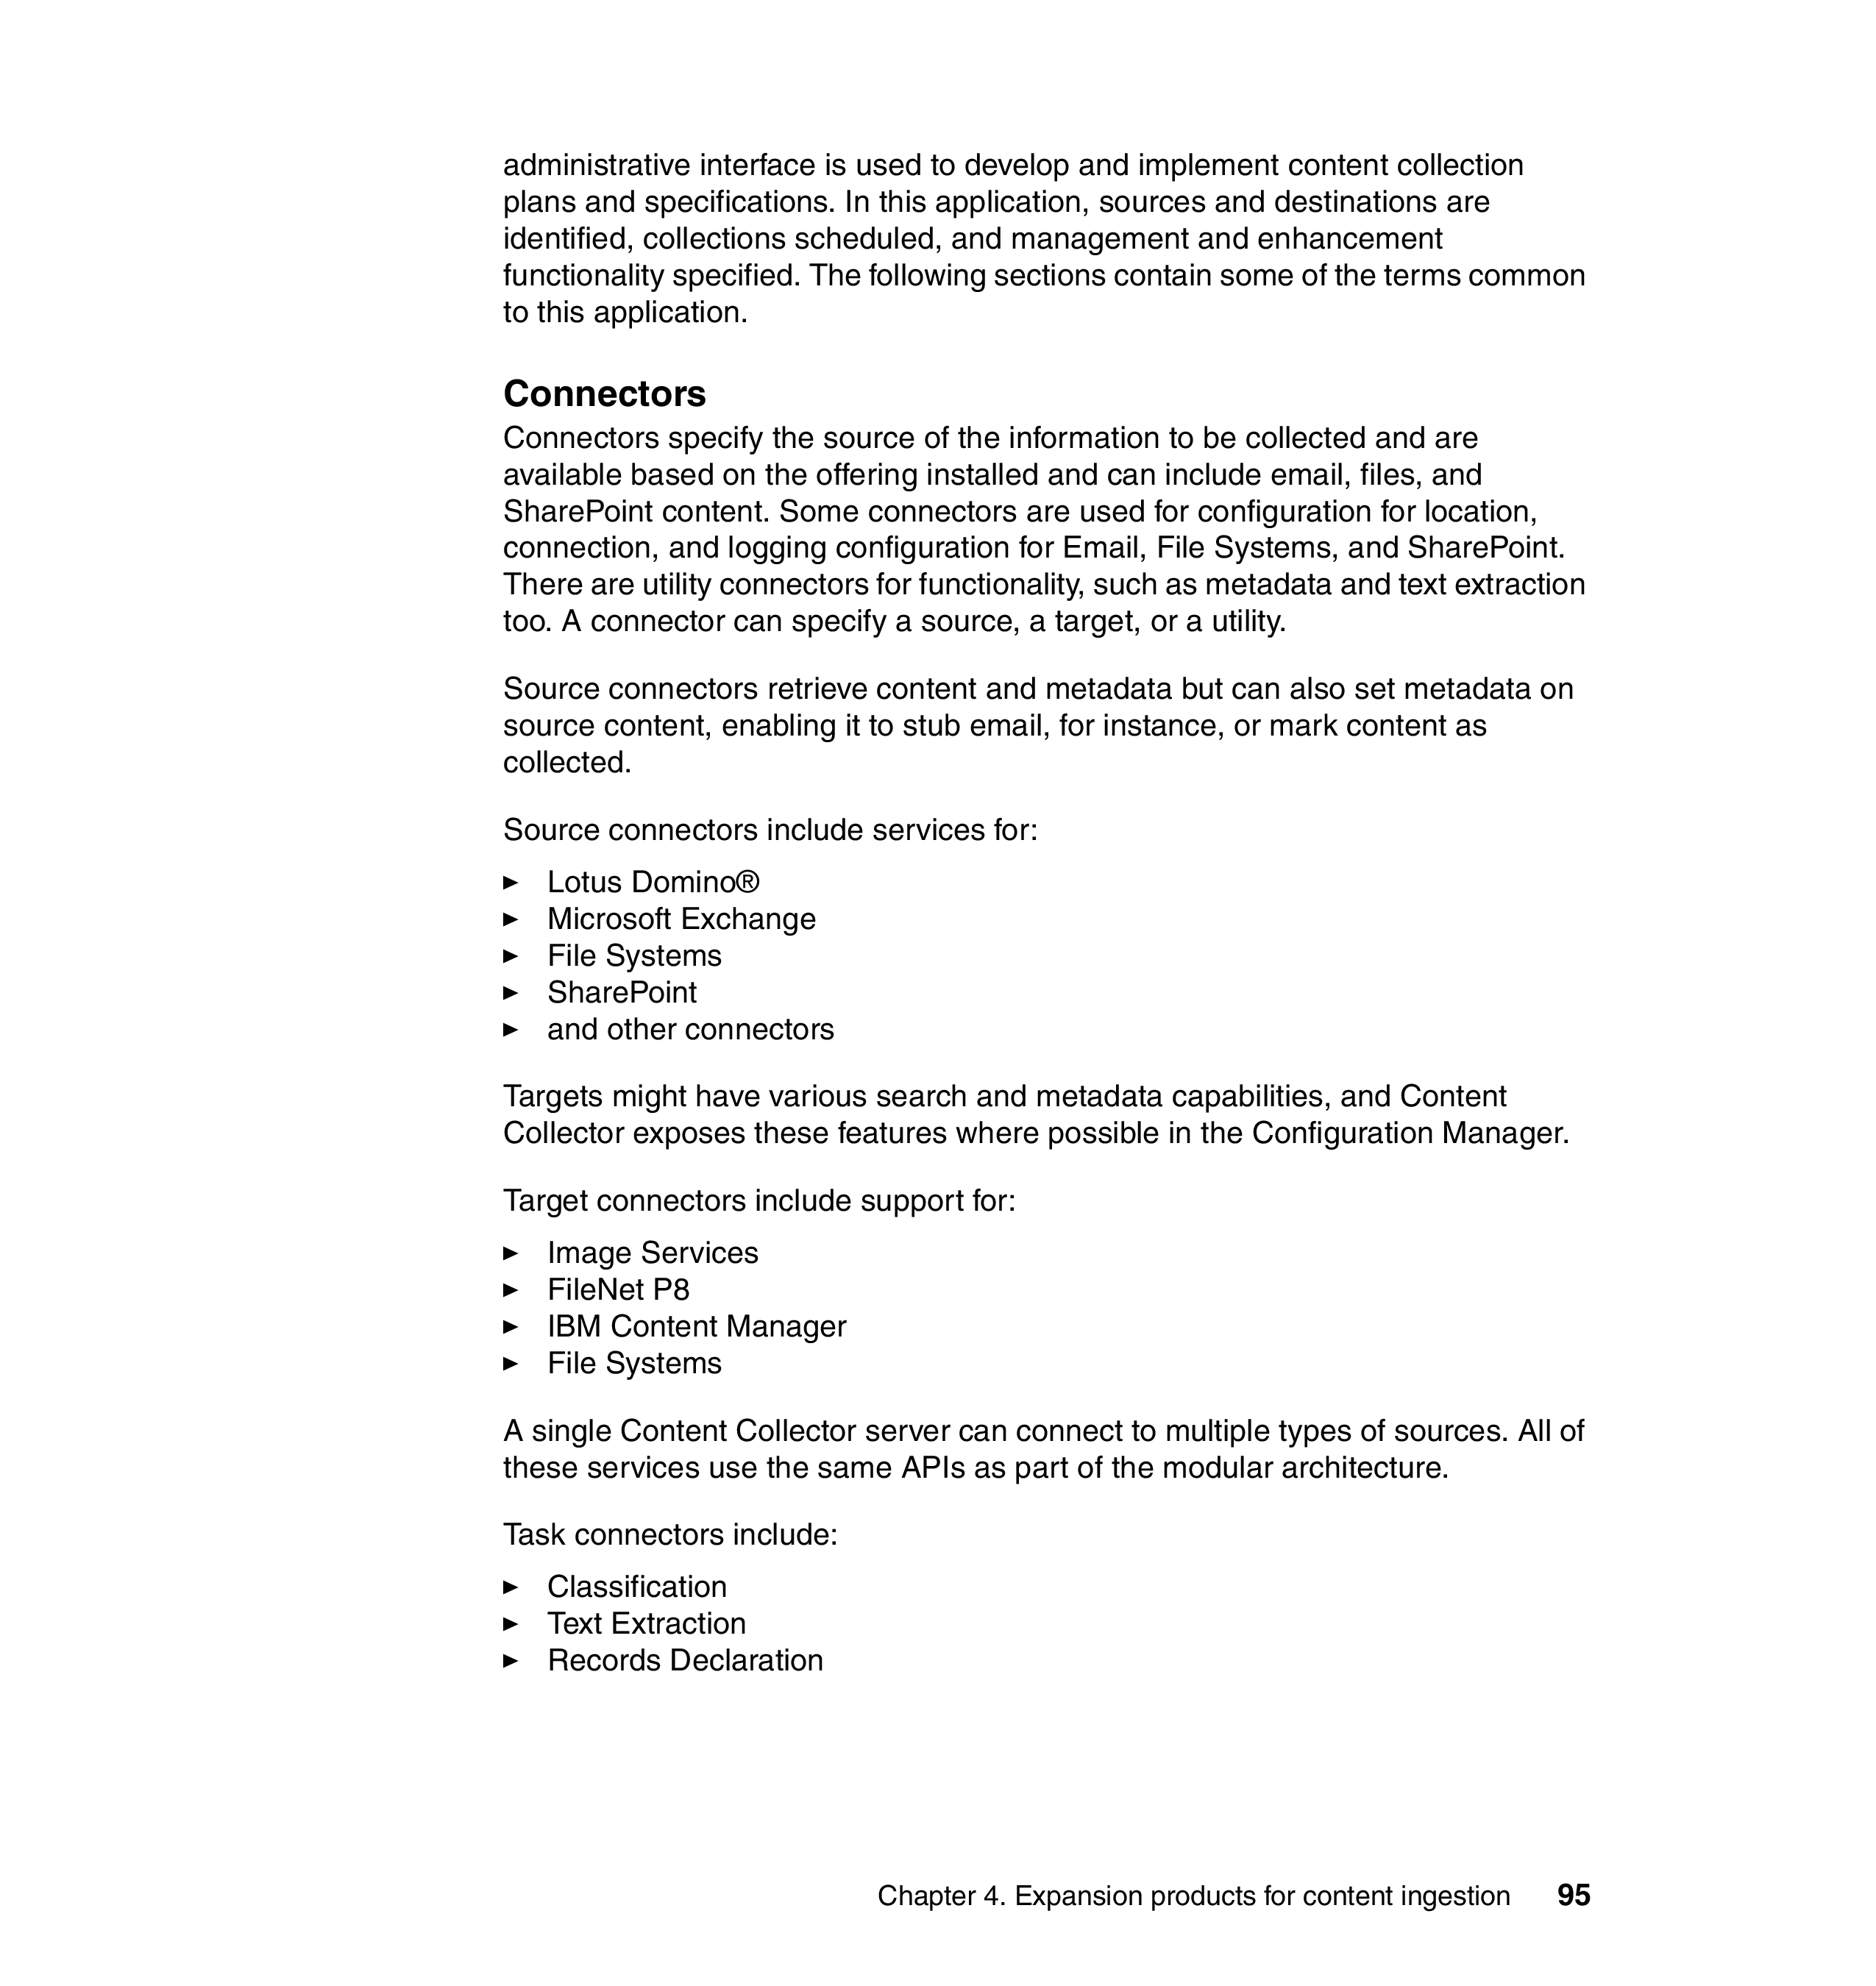 administrative interface is used to develop and implement content collection
plans and specifications. In this application, sources and destinations are
identified, collections scheduled, and management and enhancement
functionality specified. The following sections contain some of the terms common
to this application.
Connectors
Connectors specify the source of the information to be collected and are
available based on the offering installed and can include email, files, and
SharePoint content. Some connectors are used for configuration for location,
connection, and logging configuration for Email, File Systems, and SharePoint.
There are utility connectors for functionality, such as metadata and text extraction
too. A connector can specify a source, a target, or a utility.
Source connectors retrieve content and metadata but can also set metadata on
source content, enabling it to stub email, for instance, or mark content as
collected.
Source connectors include services for:
► Lotus Domino®
► Microsoft Exchange
► File Systems
► SharePoint
► and other connectors
Targets might have various search and metadata capabilities, and Content
Collector exposes these features where possible in the Configuration Manager.
Target connectors include support for:
► Image Services
► FileNet P8
► IBM Content Manager
► File Systems
A single Content Collector server can connect to multiple types of sources. All of
these services use the same APIs as part of the modular architecture.
Task connectors include:
► Classification
► Text Extraction
► Records Declaration
Chapter 4. Expansion products for content ingestion 95